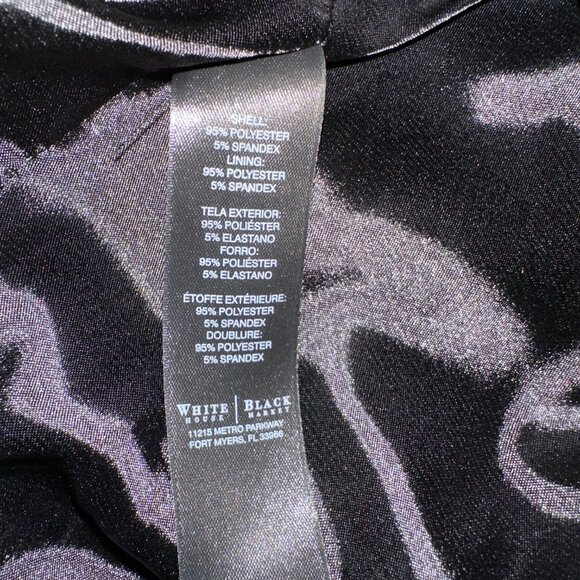 SHELL:
95% POLYESTER
5% SPANDEX
LINING:
95% POLYESTER
5% SPANDEX
TELA EXTERIOR:
95% POLIÉSTER
5% ELASTANO
FORRO:
95% POLIÉSTER
5% ELASTANO
ÉTOFFE EXTÉRIEURE:
95% POLYESTER
5% SPANDEX
DOUBLURE:
95% POLYESTER
5% SPANDEX
WHITE HOUSE | BLACK MARKET
11215 METRO PARKWAY
FORT MYERS, FL 33966